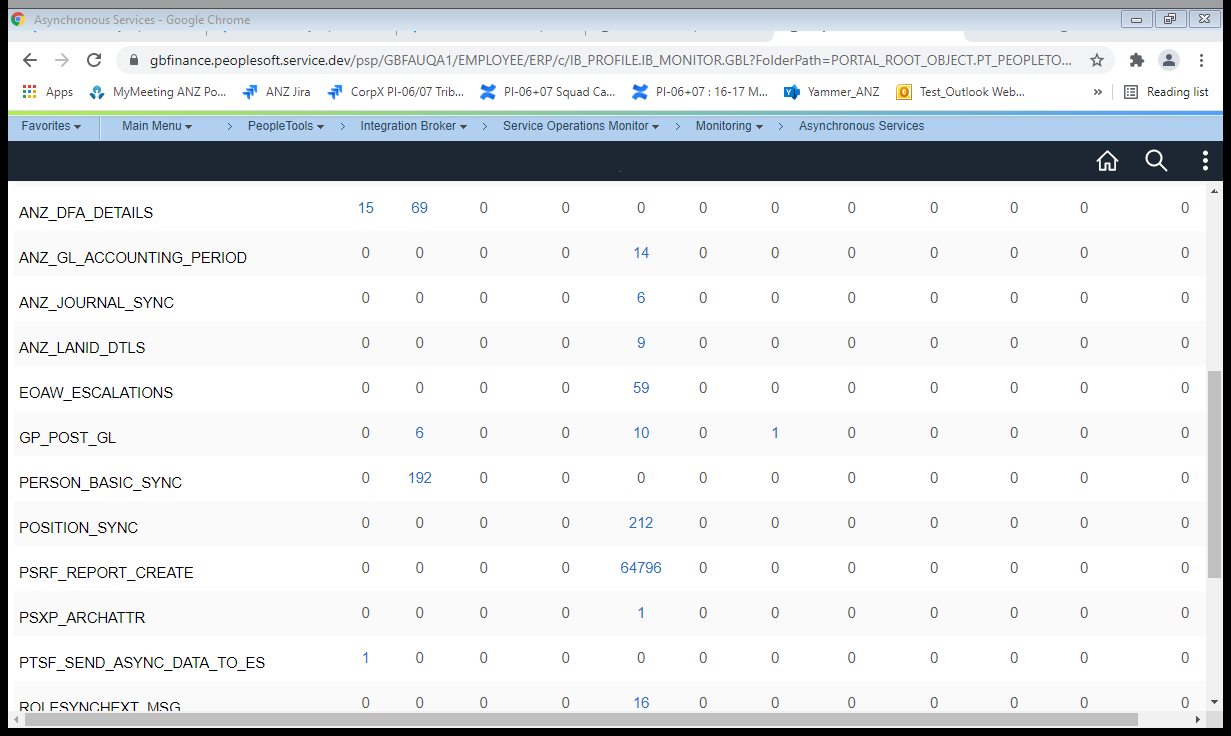 Asynchronous Services - Google Chrome
gbfinance.peoplesoft.service.dev/psp/GBFAUQA1/EMPLOYEE/ERP/c/IB_PROFILE.IB_MONITOR.GBL?FolderPath=PORTAL_ROOT_OBJECT.PT_PEOPLETO...
Apps MyMeeting ANZ Po... ANZ Jira CorpX PI-06/07 Trib... PI-06+07 Squad Ca... PI-06+07 : 16-17 M... Yammer_ANZ Test_Outlook Web... » Reading list
Favorites Main Menu > PeopleTools > Integration Broker > Service Operations Monitor > Monitoring > Asynchronous Services
ANZ_DFA_DETAILS 15 69 0 0 0 0 0 0 0 0 0 0
ANZ_GL_ACCOUNTING_PERIOD 0 0 0 0 14 0 0 0 0 0 0 0
ANZ_JOURNAL_SYNC 0 0 0 0 6 0 0 0 0 0 0 0
ANZ_LANID_DTLS 0 0 0 0 9 0 0 0 0 0 0 0
EOAW_ESCALATIONS 0 0 0 0 59 0 0 0 0 0 0 0
GP_POST_GL 0 6 0 0 10 0 1 0 0 0 0 0
PERSON_BASIC_SYNC 0 192 0 0 0 0 0 0 0 0 0 0
POSITION_SYNC 0 0 0 0 212 0 0 0 0 0 0 0
PSRF_REPORT_CREATE 0 0 0 0 64796 0 0 0 0 0 0 0
PSXP_ARCHATTR 0 0 0 0 1 0 0 0 0 0 0 0
PTSF_SEND_ASYNC_DATA_TO_ES 1 0 0 0 0 0 0 0 0 0 0 0
ROLESYNCHEXT_MSG 0 0 0 0 16 0 0 0 0 0 0 0